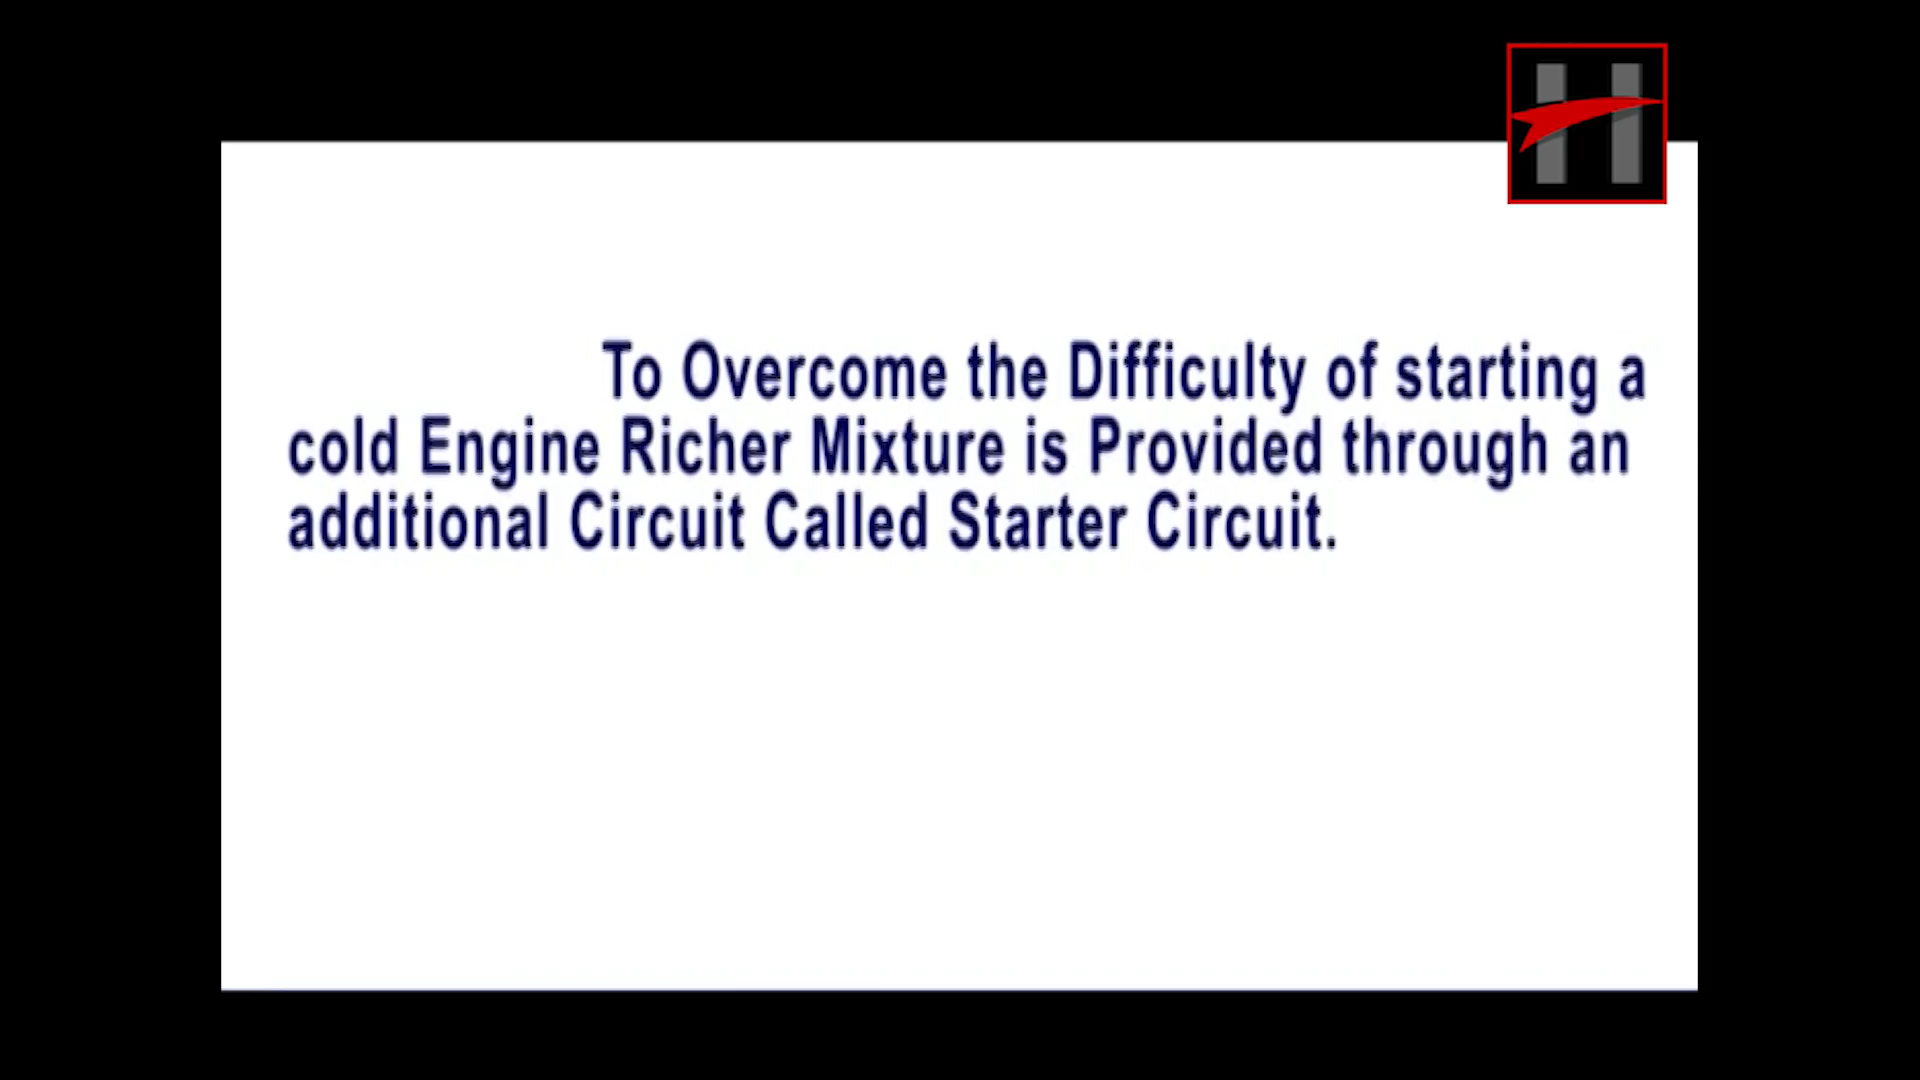 To Overcome the Difficulty of starting a
cold Engine Richer Mixture is Provided through an
additional Circuit Called Starter Circuit.